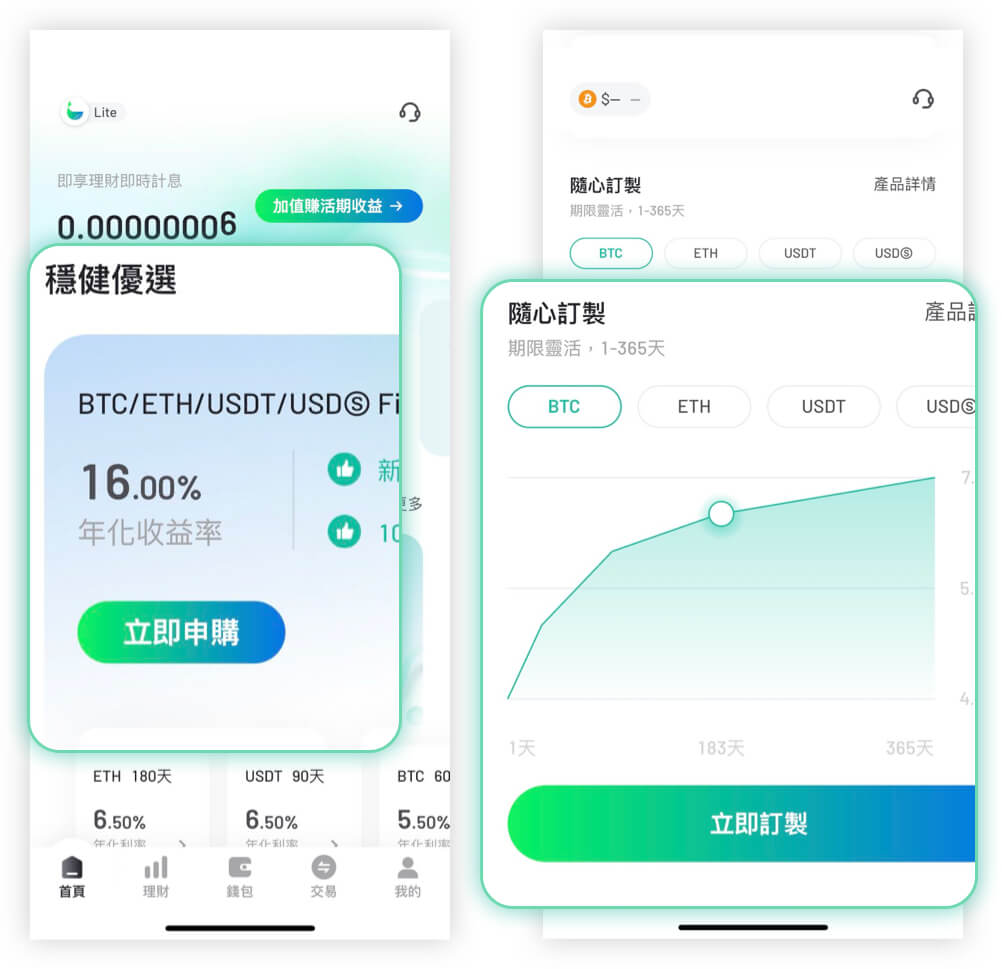 Lite
即享理財即時計息
加值賺活期收益 →
0.00000006
穩健優選
BTC/ETH/USDT/USDⓈ Fi
16.00%
年化收益率
新
10
更多
立即申購
ETH 180天
USDT 90天
BTC 60
6.50%
6.50%
5.50%
年化利率
年化利率
年化利率
首頁
理財
錢包
交易
我的
$— —
隨心訂製
產品詳情
期限靈活，1-365天
BTC
ETH
USDT
USDⓈ
隨心訂製
產品詳
期限靈活，1-365天
BTC
ETH
USDT
USDⓈ
7.
5.
4.
1天
183天
365天
立即訂製